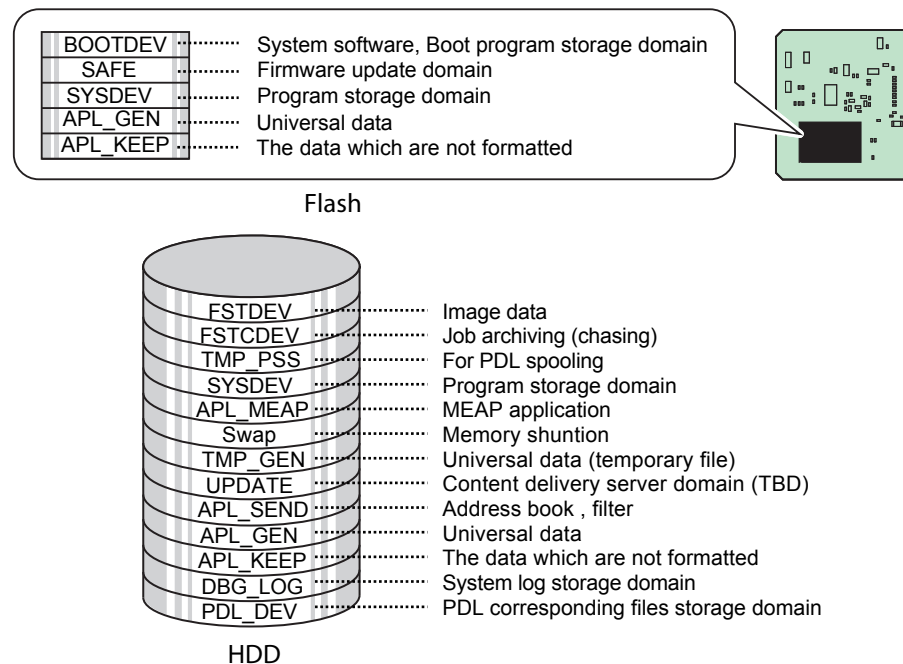 BOOTDEV System software, Boot program storage domain
SAFE Firmware update domain
SYSDEV Program storage domain
APL_GEN Universal data
APL_KEEP The data which are not formatted
Flash
FSTDEV Image data
FSTCDEV Job archiving (chasing)
TMP_PSS For PDL spooling
SYSDEV Program storage domain
APL_MEAP MEAP application
Swap Memory shuntion
TMP_GEN Universal data (temporary file)
UPDATE Content delivery server domain (TBD)
APL_SEND Address book , filter
APL_GEN Universal data
APL_KEEP The data which are not formatted
DBG_LOG System log storage domain
PDL_DEV PDL corresponding files storage domain
HDD